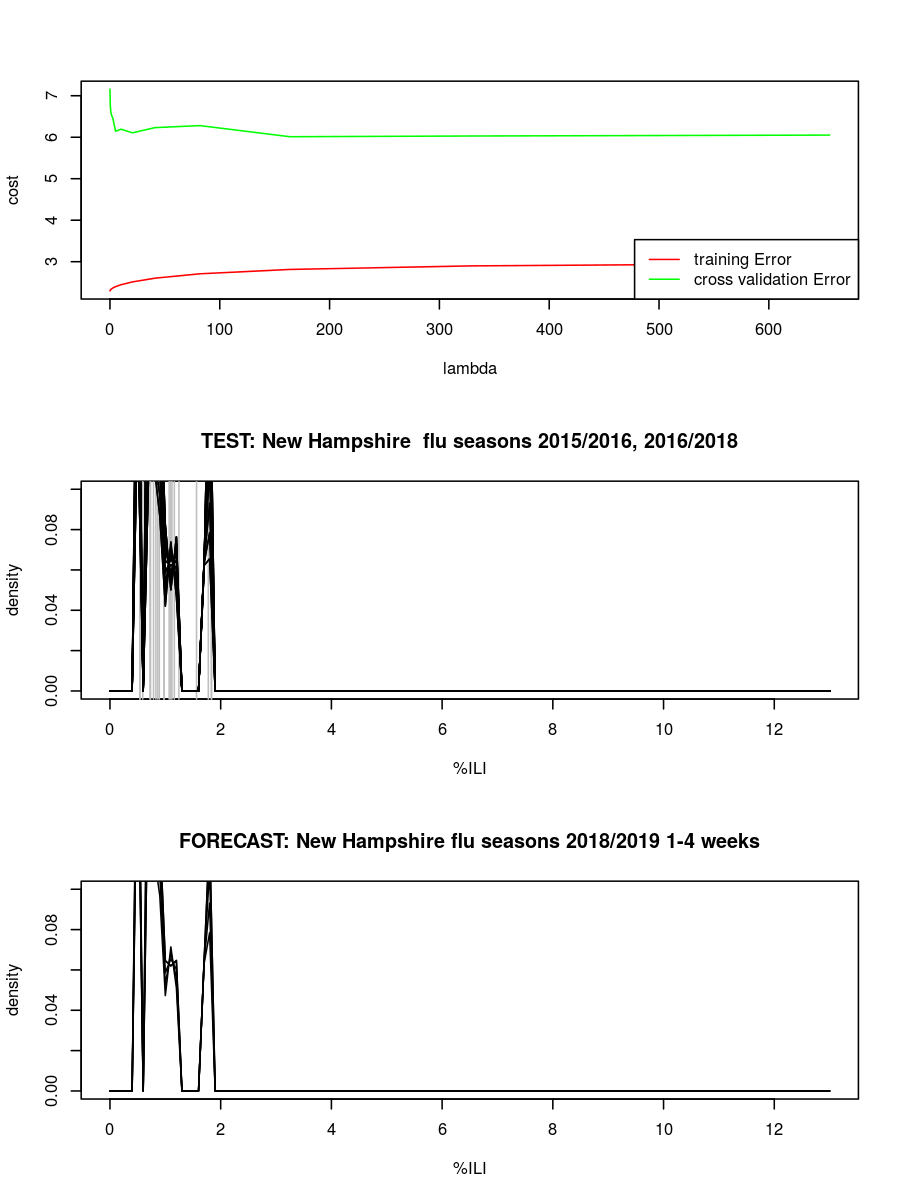 7
6
5
4
3
cost
training Error
cross validation Error
0 100 200 300 400 500 600
lambda
TEST: New Hampshire  flu seasons 2015/2016, 2016/2018
0.08
0.04
0.00
density
0 2 4 6 8 10 12
%ILI
FORECAST: New Hampshire flu seasons 2018/2019 1-4 weeks
0.08
0.04
0.00
density
0 2 4 6 8 10 12
%ILI